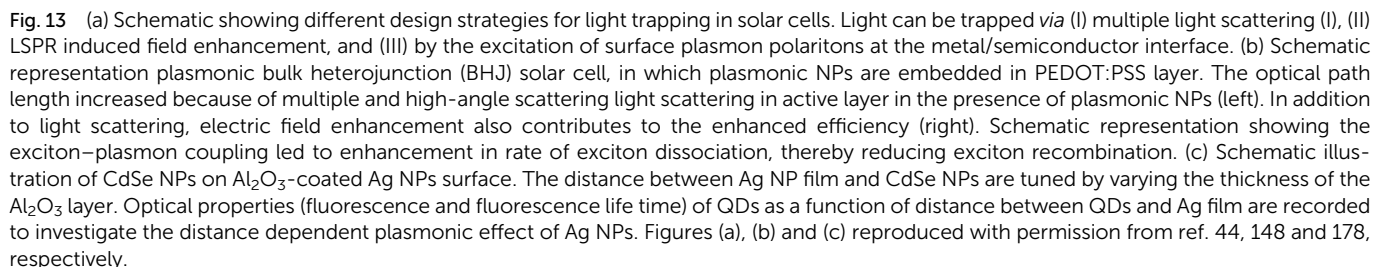 Fig. 13 (a) Schematic showing different design strategies for light trapping in solar cells. Light can be trapped via (I) multiple light scattering (I), (II)
LSPR induced field enhancement, and (III) by the excitation of surface plasmon polaritons at the metal/semiconductor interface. (b) Schematic
representation plasmonic bulk heterojunction (BHJ) solar cell, in which plasmonic NPs are embedded in PEDOT:PSS layer. The optical path
length increased because of multiple and high-angle scattering light scattering in active layer in the presence of plasmonic NPs (left). In addition
to light scattering, electric field enhancement also contributes to the enhanced efficiency (right). Schematic representation showing the
exciton–plasmon coupling led to enhancement in rate of exciton dissociation, thereby reducing exciton recombination. (c) Schematic illus-
tration of CdSe NPs on Al₂O₃-coated Ag NPs surface. The distance between Ag NP film and CdSe NPs are tuned by varying the thickness of the
Al₂O₃ layer. Optical properties (fluorescence and fluorescence life time) of QDs as a function of distance between QDs and Ag film are recorded
to investigate the distance dependent plasmonic effect of Ag NPs. Figures (a), (b) and (c) reproduced with permission from ref. 44, 148 and 178,
respectively.